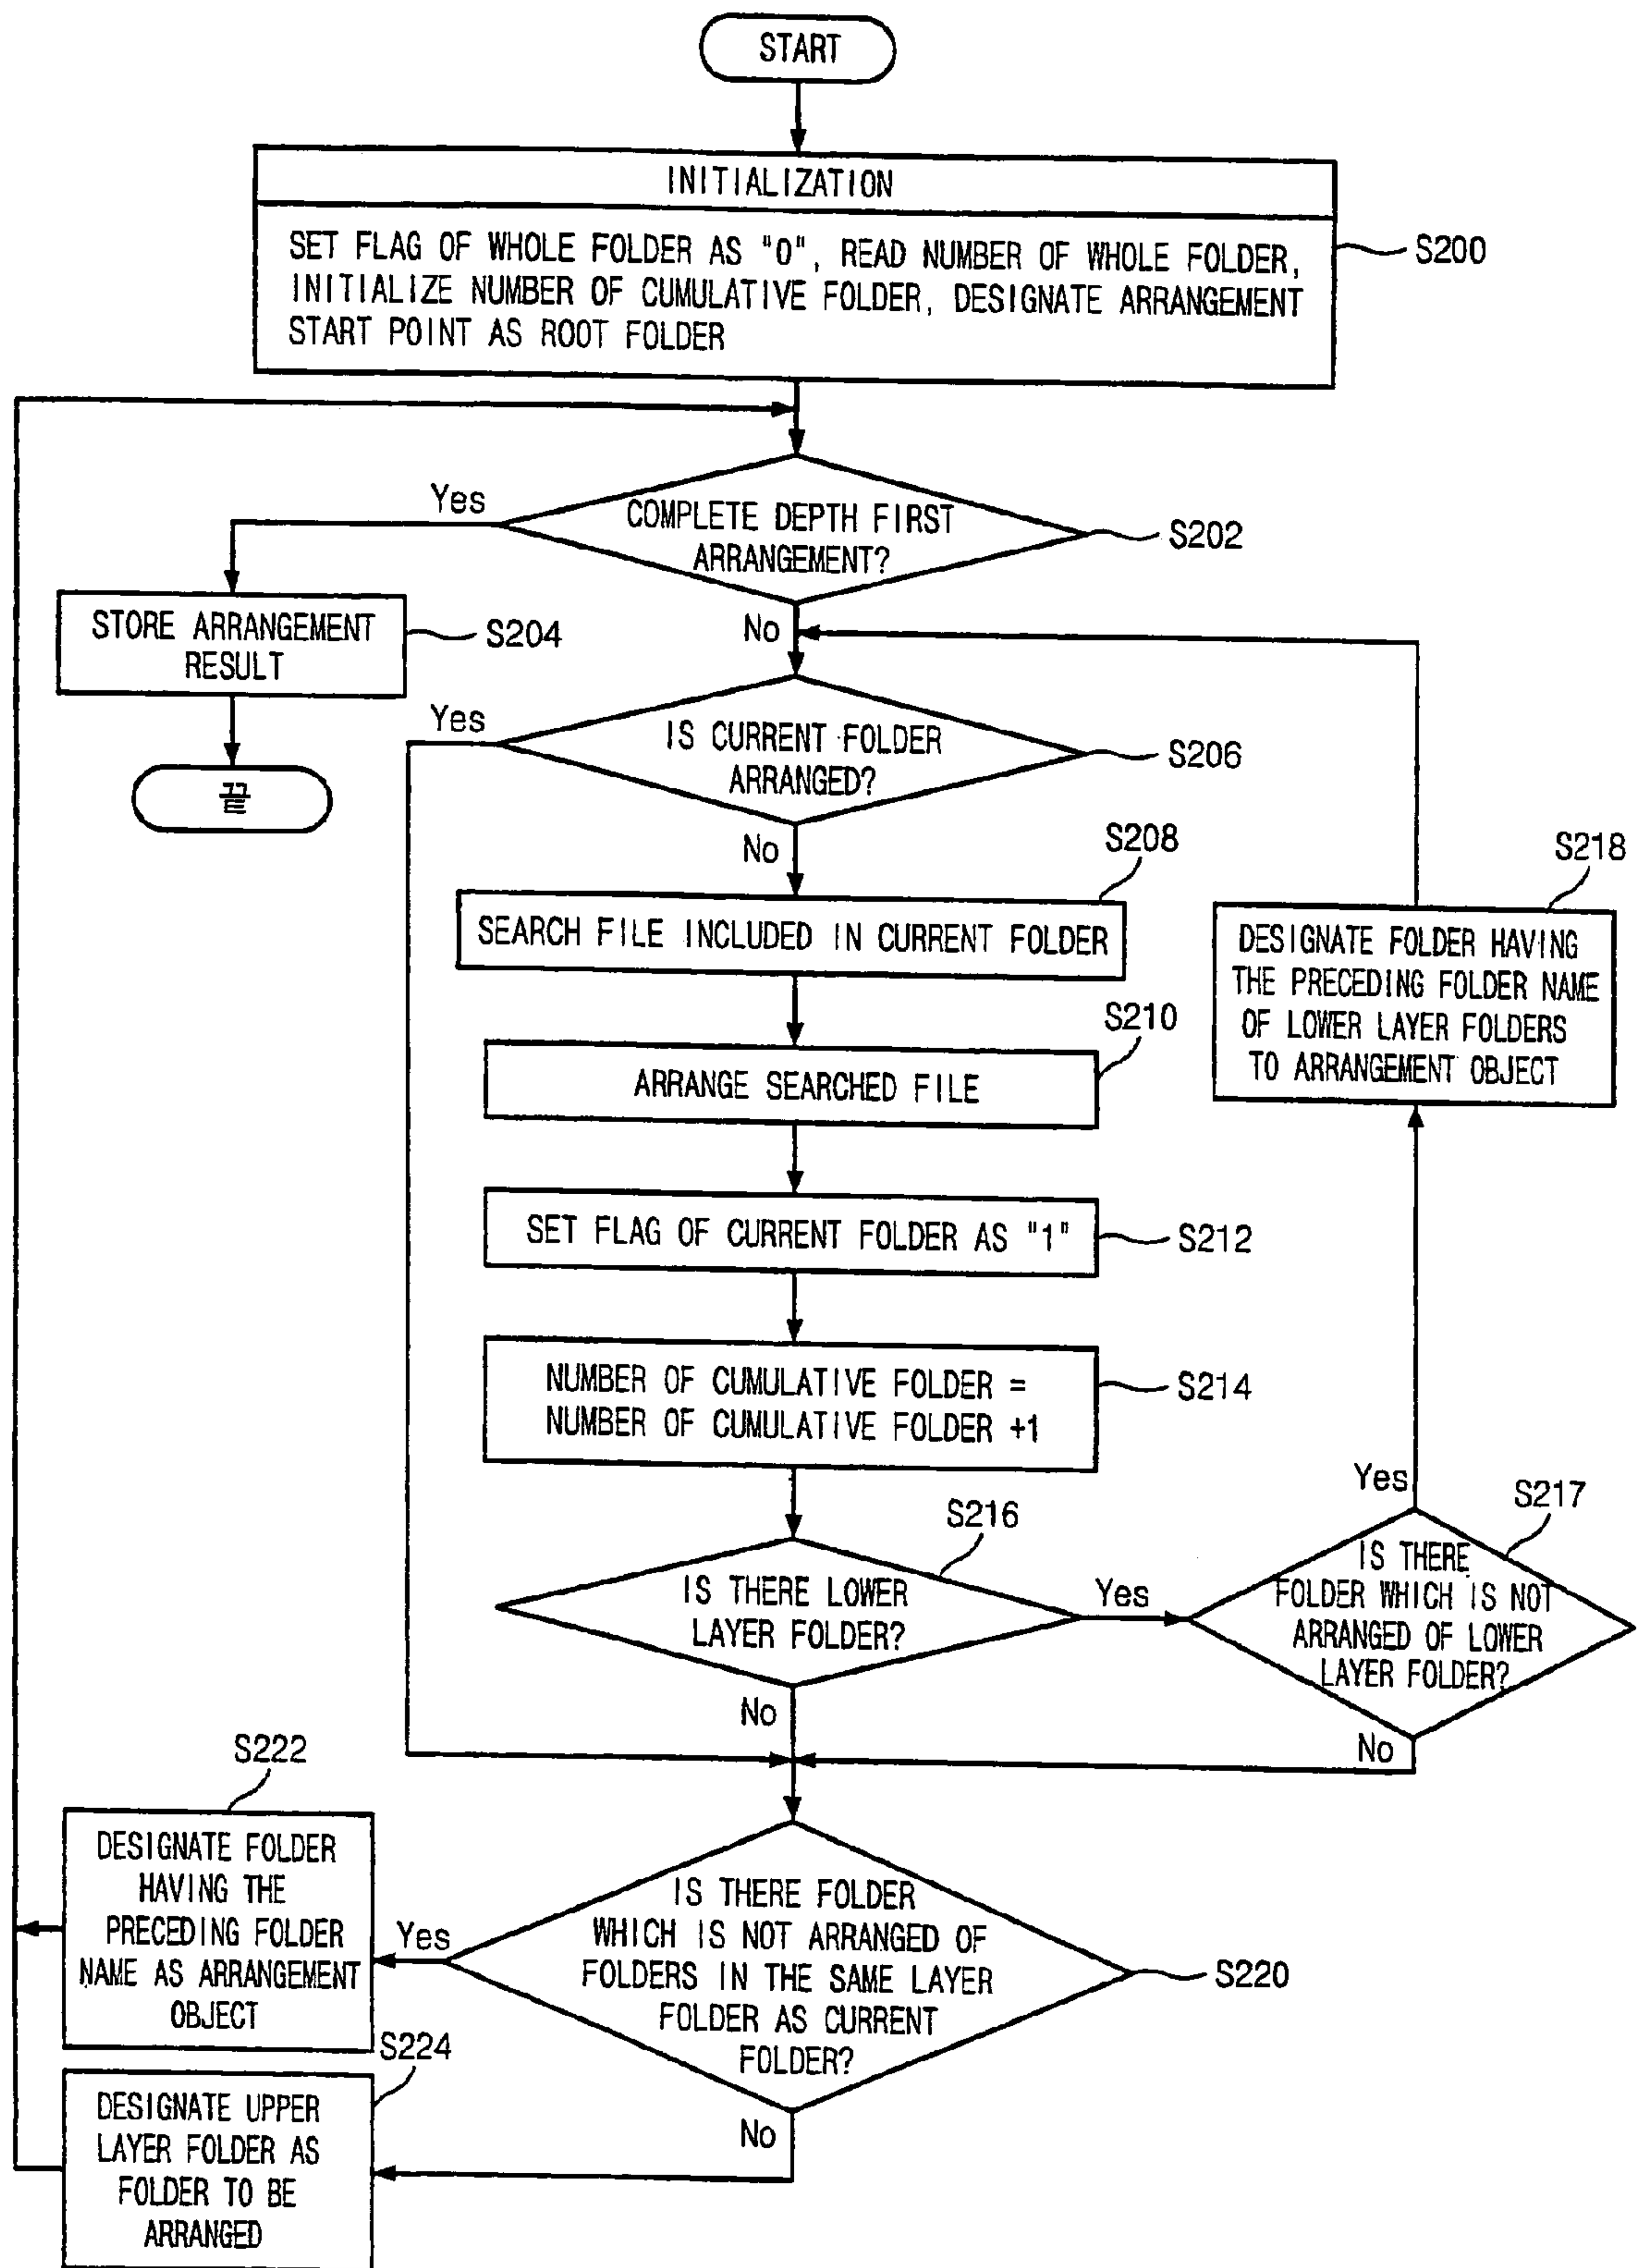 START
INITIALIZATION
SET FLAG OF WHOLE FOLDER AS "0", READ NUMBER OF WHOLE FOLDER,
INITIALIZE NUMBER OF CUMULATIVE FOLDER, DESIGNATE ARRANGEMENT
START POINT AS ROOT FOLDER
S200
Yes
COMPLETE DEPTH FIRST
ARRANGEMENT?
S202
STORE ARRANGEMENT
RESULT
S204
No
끝
Yes
IS CURRENT FOLDER
ARRANGED?
S206
No
S208
SEARCH FILE INCLUDED IN CURRENT FOLDER
S218
DESIGNATE FOLDER HAVING
THE PRECEDING FOLDER NAME
OF LOWER LAYER FOLDERS
TO ARRANGEMENT OBJECT
S210
ARRANGE SEARCHED FILE
SET FLAG OF CURRENT FOLDER AS "1"
S212
NUMBER OF CUMULATIVE FOLDER =
NUMBER OF CUMULATIVE FOLDER +1
S214
S216
IS THERE LOWER
LAYER FOLDER?
Yes
No
Yes
S217
IS THERE
FOLDER WHICH IS NOT
ARRANGED OF LOWER
LAYER FOLDER?
No
S222
DESIGNATE FOLDER
HAVING THE
PRECEDING FOLDER
NAME AS ARRANGEMENT
OBJECT
Yes
IS THERE FOLDER
WHICH IS NOT ARRANGED OF
FOLDERS IN THE SAME LAYER
FOLDER AS CURRENT
FOLDER?
S220
S224
No
DESIGNATE UPPER
LAYER FOLDER AS
FOLDER TO BE
ARRANGED